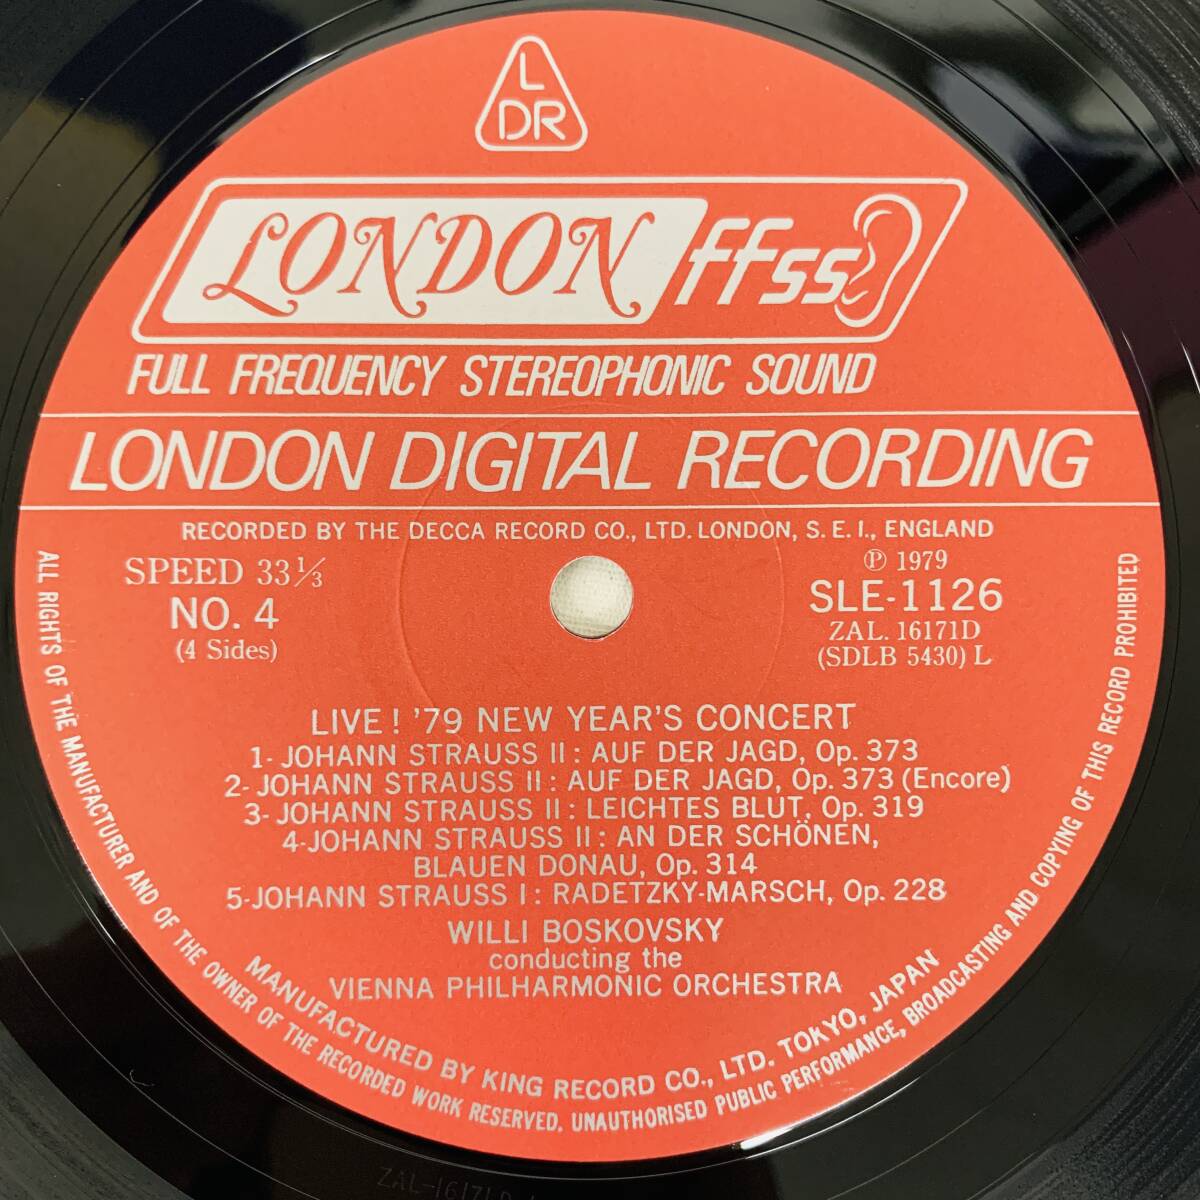 L
DR
LONDON ffss
FULL FREQUENCY STEREOPHONIC SOUND
LONDON DIGITAL RECORDING
RECORDED BY THE DECCA RECORD CO., LTD. LONDON, S. E. I., ENGLAND
SPEED 33 1/3
NO. 4
(4 Sides)
Ⓟ 1979
SLE-1126
ZAL. 16171D
(SDLB 5430) L
LIVE! '79 NEW YEAR'S CONCERT
1- JOHANN STRAUSS II : AUF DER JAGD, Op. 373
2- JOHANN STRAUSS II : AUF DER JAGD, Op. 373 (Encore)
3- JOHANN STRAUSS II : LEICHTES BLUT, Op. 319
4-JOHANN STRAUSS II : AN DER SCHÖNEN,
BLAUEN DONAU, Op. 314
5-JOHANN STRAUSS I : RADETZKY-MARSCH, Op. 228
WILLI BOSKOVSKY
conducting the
VIENNA PHILHARMONIC ORCHESTRA
MANUFACTURED BY KING RECORD CO., LTD. TOKYO, JAPAN
ALL RIGHTS OF THE MANUFACTURER AND OF THE OWNER OF THE RECORDED WORK RESERVED, UNAUTHORISED PUBLIC PERFORMANCE, BROADCASTING AND COPYING OF THIS RECORD PROHIBITED